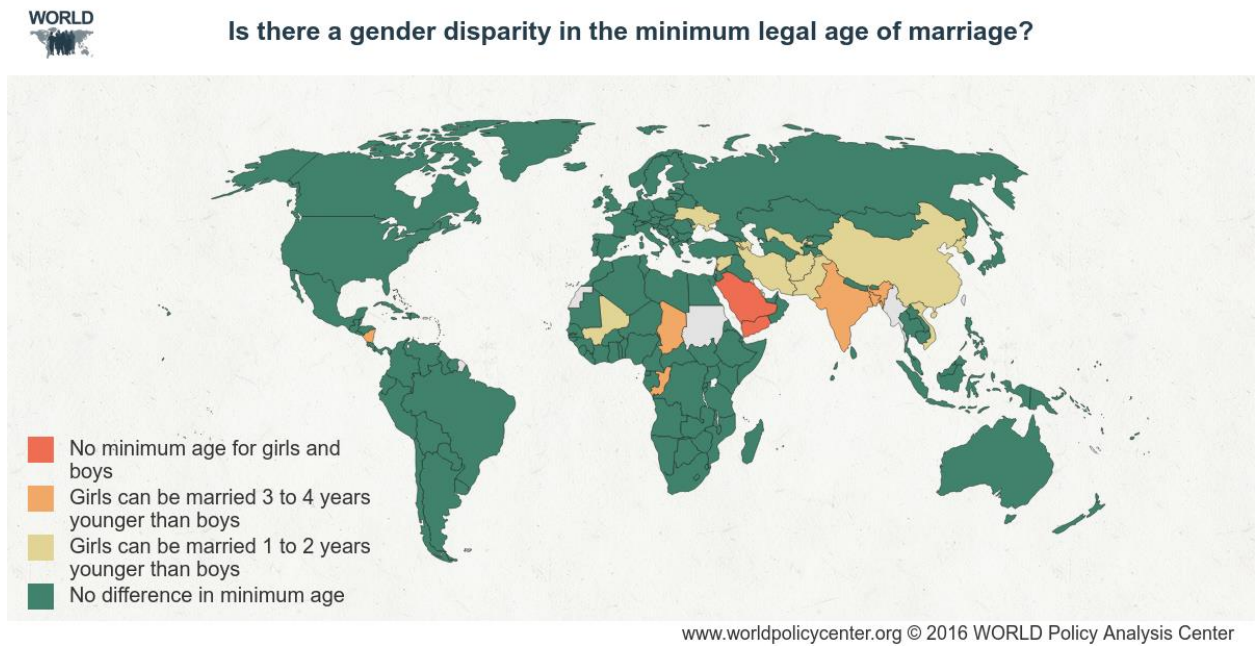 WORLD
Is there a gender disparity in the minimum legal age of marriage?
No minimum age for girls and
boys
Girls can be married 3 to 4 years
younger than boys
Girls can be married 1 to 2 years
younger than boys
No difference in minimum age
www.worldpolicycenter.org © 2016 WORLD Policy Analysis Center